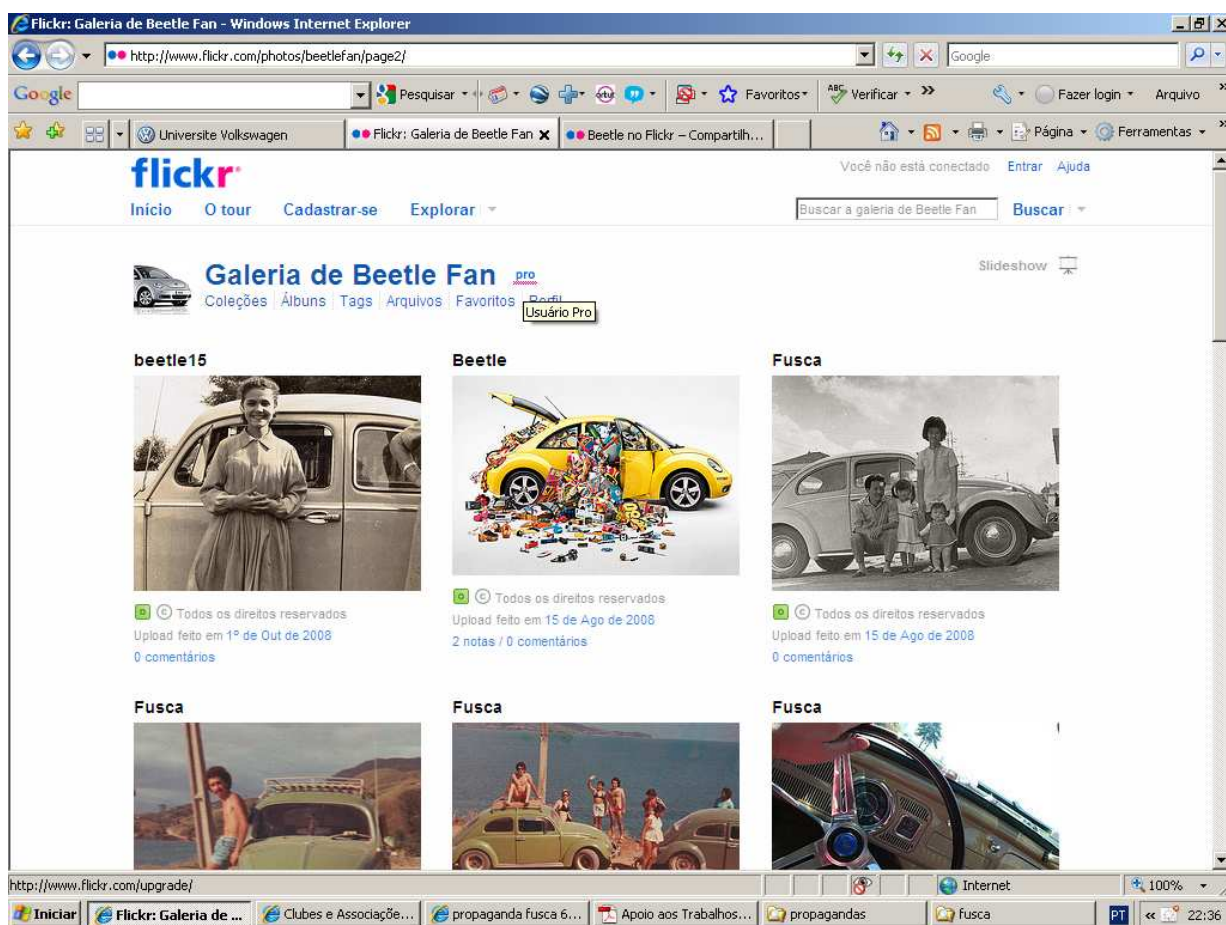 Flickr: Galeria de Beetle Fan - Windows Internet Explorer
http://www.flickr.com/photos/beetlefan/page2/
Google
Google
Pesquisar
Favoritos
ABC
Verificar
Fazer login
Arquivo
Universite Volkswagen
Flickr: Galeria de Beetle Fan
Beetle no Flickr – Compartilh...
Página
Ferramentas
flickr
Você não está conectado Entrar Ajuda
Início O tour Cadastrar-se Explorar
Buscar a galeria de Beetle Fan Buscar
Galeria de Beetle Fan pro
Slideshow
Coleções Álbuns Tags Arquivos Favoritos Perfil
Usuário Pro
beetle15 Beetle Fusca
Todos os direitos reservados
Upload feito em 1º de Out de 2008
0 comentários
Todos os direitos reservados
Upload feito em 15 de Ago de 2008
2 notas / 0 comentários
Todos os direitos reservados
Upload feito em 15 de Ago de 2008
0 comentários
Fusca Fusca Fusca
http://www.flickr.com/upgrade/
Internet
100%
Iniciar
Flickr: Galeria de ...
Clubes e Associaçõe...
propaganda fusca 6...
Apoio aos Trabalhos...
propagandas
fusca
PT
22:36